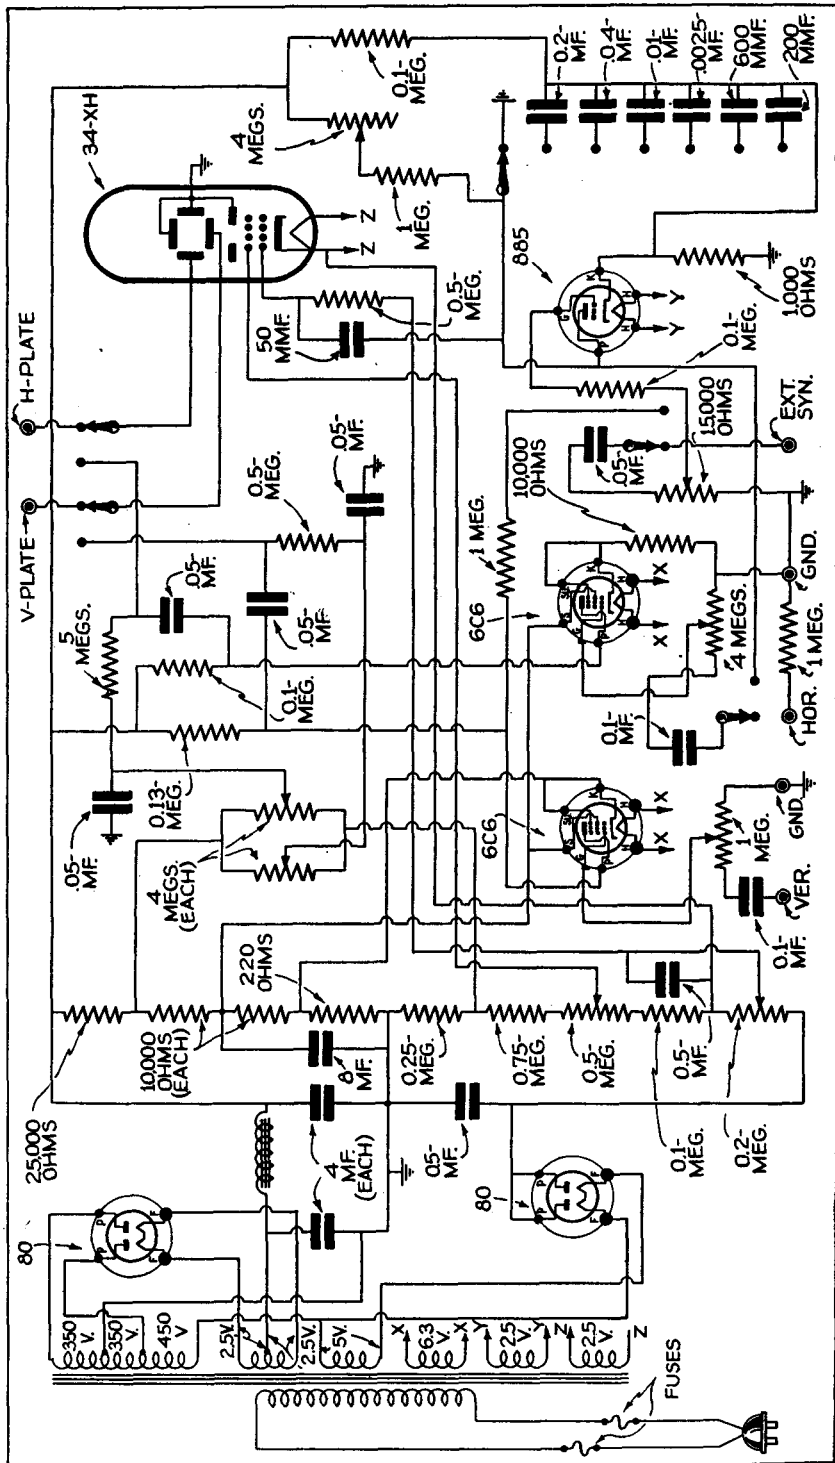 FUSES
350
V.
350
V.
450
V.
2.5V.
2.5V.
5V.
X
6.3
V.
X
Y
2.5
V.
Y
Z
2.5
V.
Z
80
P
P
F
F
80
P
P
F
F
25,000
OHMS
10,000
OHMS
(EACH)
220
OHMS
8
MF.
4
MF.
(EACH)
0.5-
MF.
0.25-
MEG.
0.75-
MEG.
0.5-
MEG.
0.1-
MEG.
0.5-
MF.
0.2-
MEG.
.05-
MF.
0.13-
MEG.
4
MEGS.
(EACH)
5
MEGS.
.05-
MF.
0.1-
MEG.
.05-
MF.
0.5-
MEG.
.05-
MF.
V-PLATE
H-PLATE
6C6
K
G
P
H
H
X
X
0.1-
MF.
VER.
1
MEG.
GND.
6C6
K
G
P
H
H
X
X
1 MEG.
10,000
OHMS
4 MEGS.
0.1-
MF.
HOR.
1 MEG.
GND.
.05-
MF.
15,000
OHMS
EXT.
SYN.
0.1-
MEG.
885
G
K
P
H
H
Y
Y
1,000
OHMS
34-XH
Z
Z
50
MMF.
0.5-
MEG.
4
MEGS.
1
MEG.
0.1-
MEG.
0.2-
MF.
.04-
MF.
.01-
MF.
.0025-
MF.
600
MMF.
200
MMF.